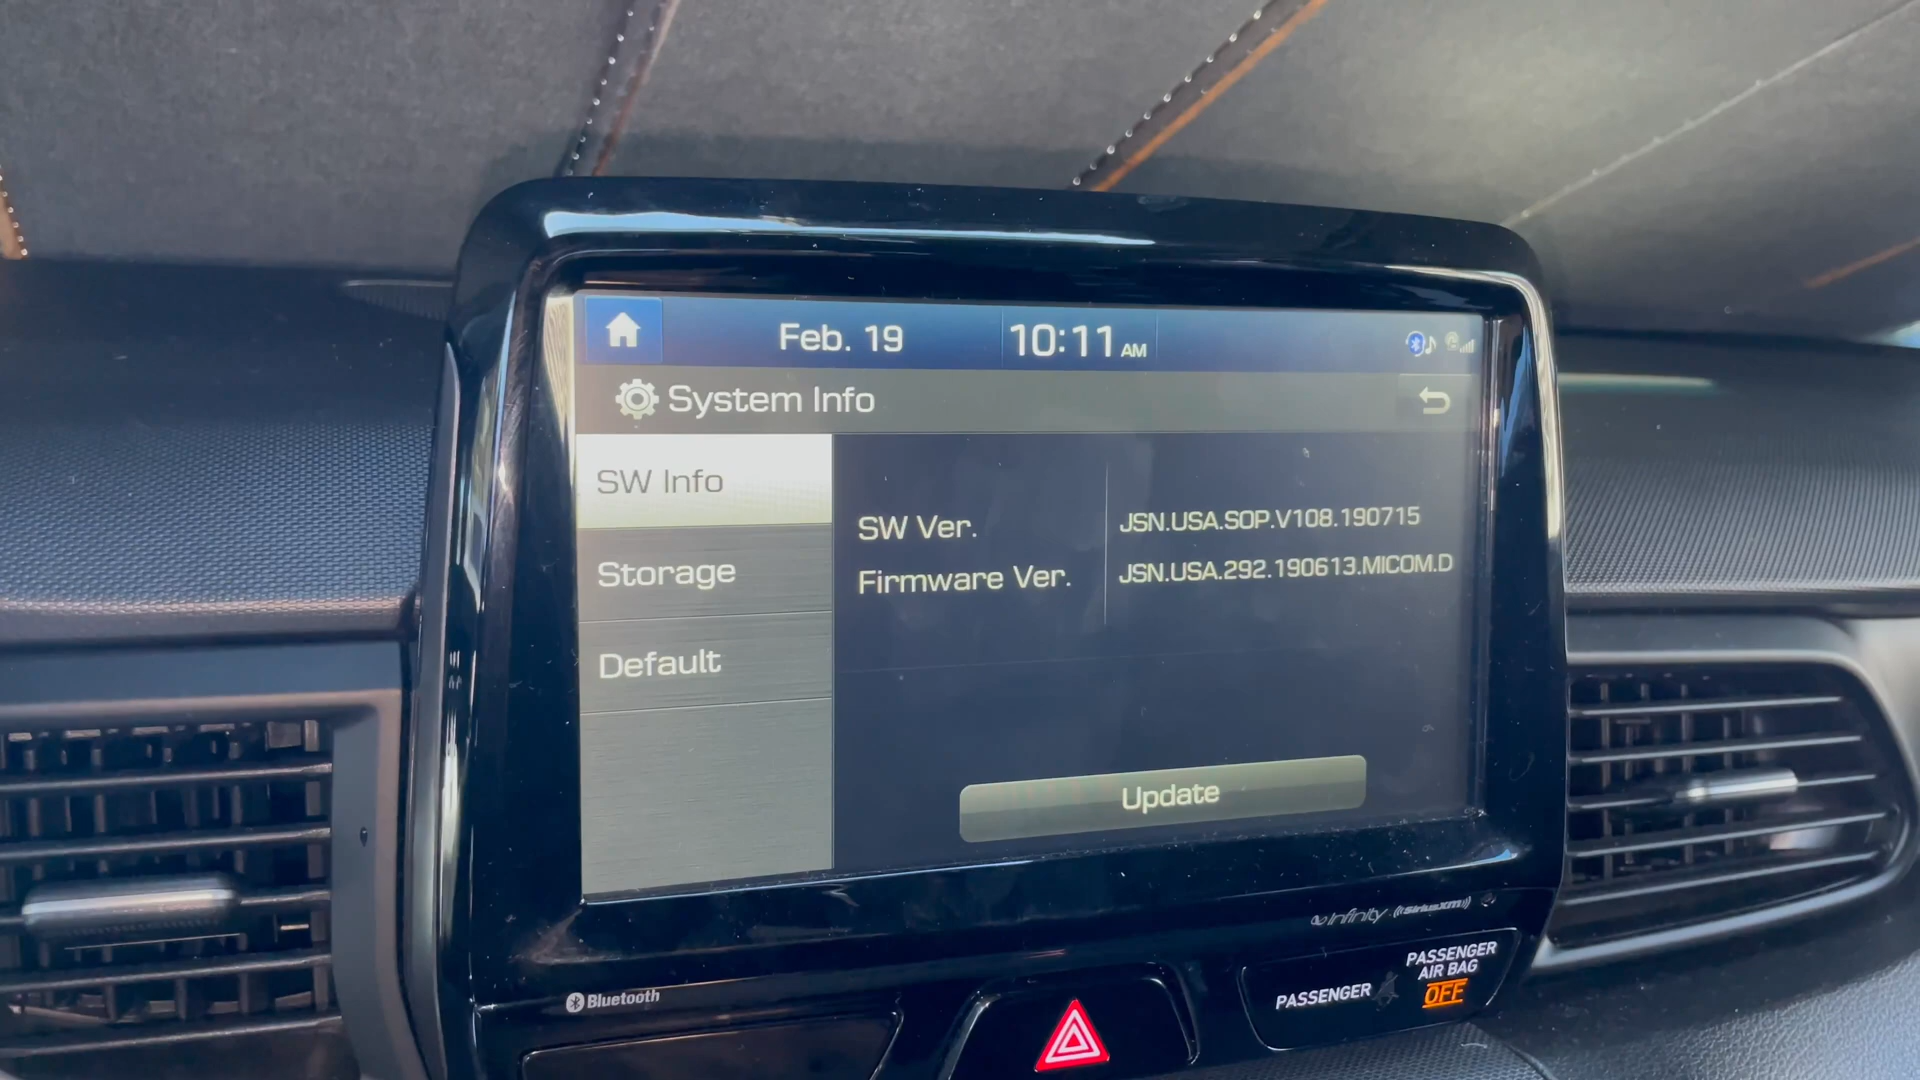 Feb. 19
10:11 AM
System Info
SW Info
Storage
Default
SW Ver.
JSN.USA.SOP.V108.190715
Firmware Ver.
JSN.USA.292.190613.MICOM.D
Update
Infinity
SiriusXM
Bluetooth
PASSENGER
PASSENGER
AIR BAG
OFF